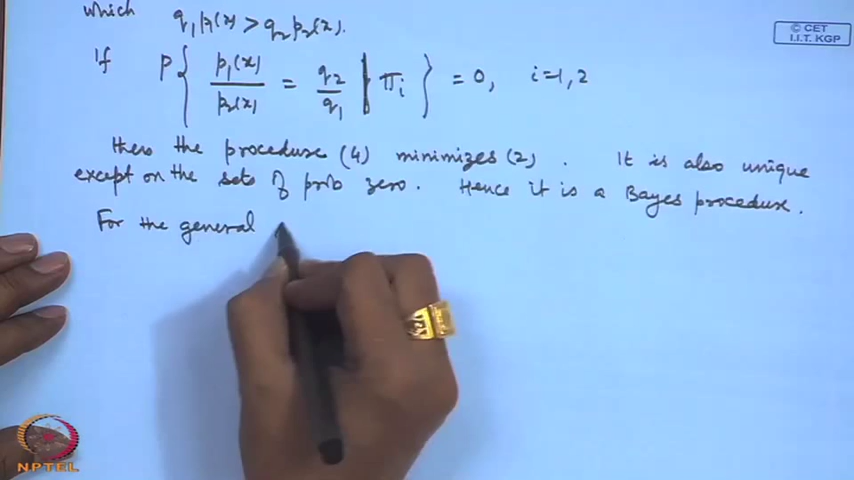 which q₁p₁(x) > q₂p₂(x).
© CET
I.I.T. KGP
If P{ p₁(x)/p₂(x) = q₂/q₁ | πᵢ } = 0, i=1, 2
then the procedure (4) minimizes (2). It is also unique
except on the sets of prob zero. Hence it is a Bayes procedure.
For the general
NPTEL